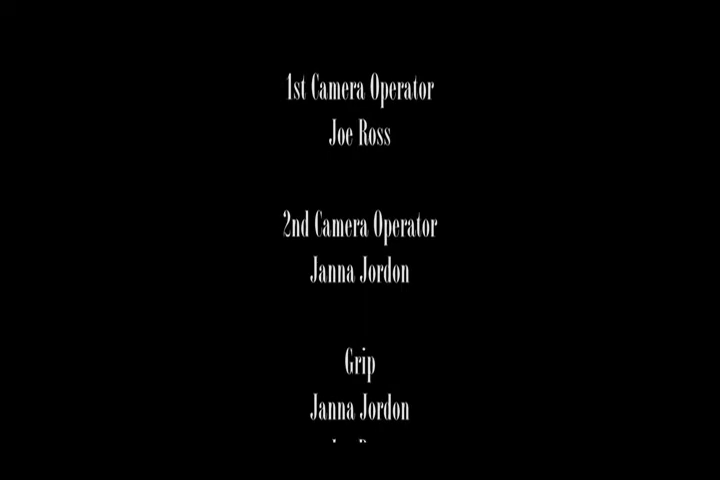 1st Camera Operator
Joe Ross
2nd Camera Operator
Janna Jordon
Grip
Janna Jordon